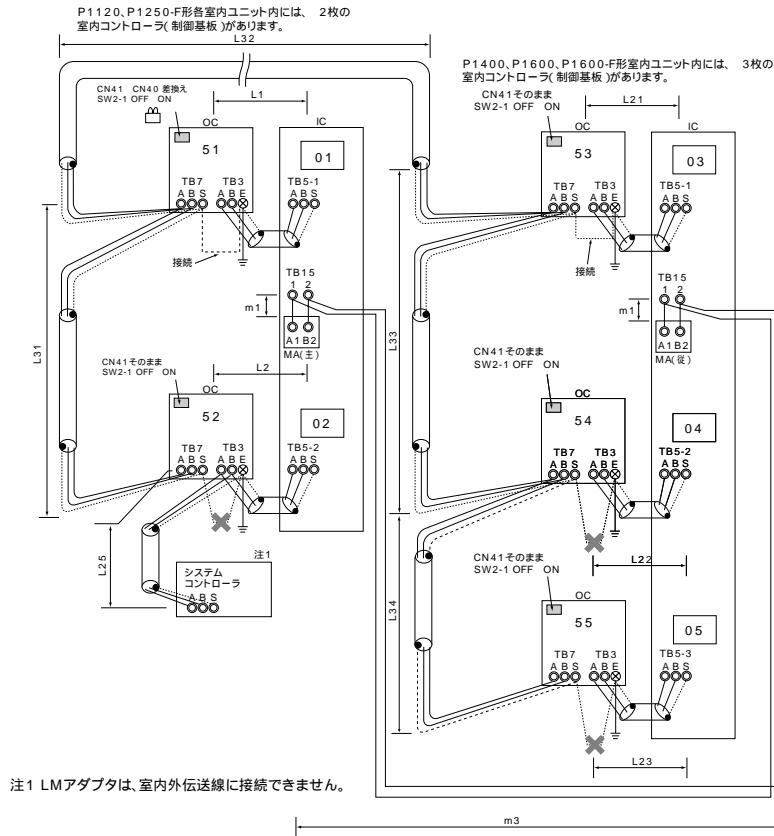 P1120、P1250-F形各室内ユニット内には、 2枚の
室内コントローラ(制御基板)があります。
L32
P1400、P1600、P1600-F形室内ユニット内には、 3枚の
室内コントローラ(制御基板)があります。
CN41 CN40 差換え
SW2-1 OFF ON
L1
OC
51
TB7
A B S
TB3
A B E
IC
01
TB5-1
A B S
接続
TB15
1 2
m1
A1 B2
MA(主)
L31
CN41そのまま
SW2-1 OFF ON
L2
OC
52
TB7
A B S
TB3
A B E
02
TB5-2
A B S
L25
注1
システム
コントローラ
A B S
CN41そのまま
SW2-1 OFF ON
L21
OC
53
TB7
A B S
TB3
A B E
IC
03
TB5-1
A B S
接続
TB15
1 2
m1
A1 B2
MA(従)
L33
CN41そのまま
SW2-1 OFF ON
OC
54
TB7
A B S
TB3
A B E
04
TB5-2
A B S
L22
L34
CN41そのまま
SW2-1 OFF ON
OC
55
TB7
A B S
TB3
A B E
05
TB5-3
A B S
L23
注1 LMアダプタは、室内外伝送線に接続できません。
m3